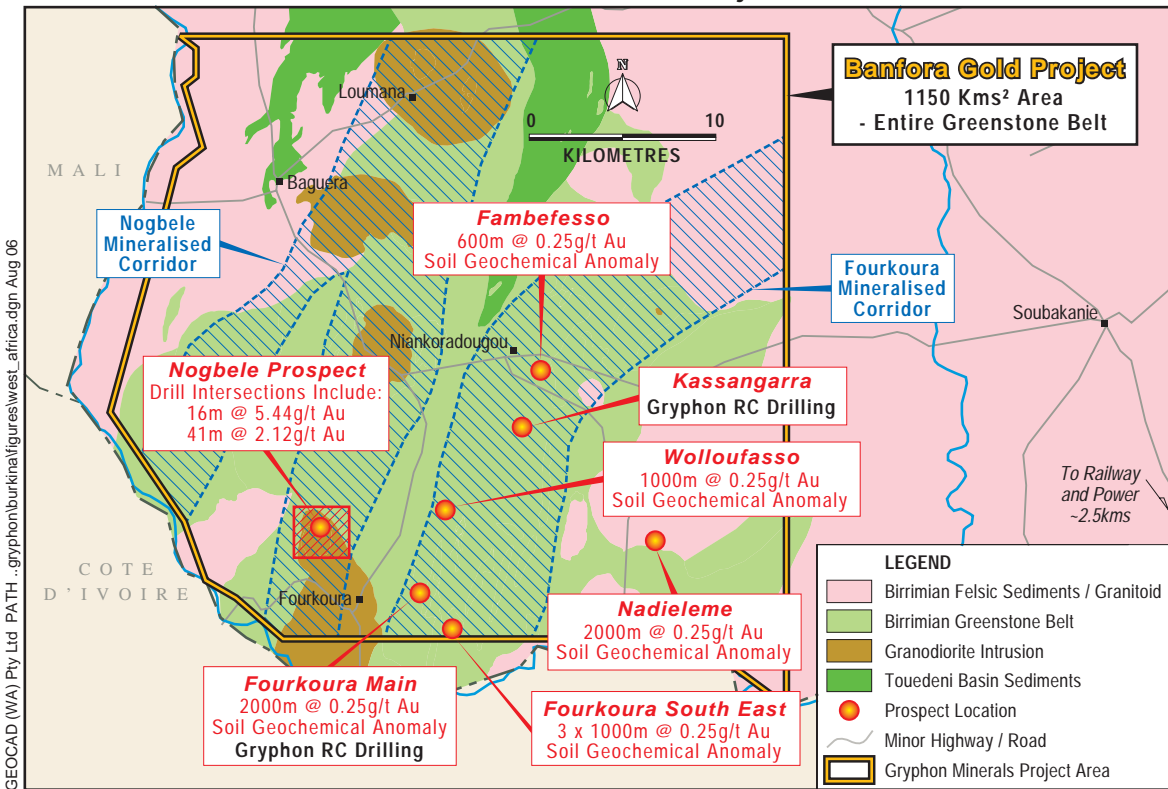 Banfora Gold Project
1150 Kms² Area
- Entire Greenstone Belt
N
0 10
KILOMETRES
Loumana
MALI
Baguera
Nogbele
Mineralised
Corridor
Fambefesso
600m @ 0.25g/t Au
Soil Geochemical Anomaly
Fourkoura
Mineralised
Corridor
Soubakanie
Niankoradougou
Nogbele Prospect
Drill Intersections Include:
16m @ 5.44g/t Au
41m @ 2.12g/t Au
Kassangarra
Gryphon RC Drilling
Wolloufasso
1000m @ 0.25g/t Au
Soil Geochemical Anomaly
To Railway
and Power
~2.5kms
COTE
D'IVOIRE
Fourkoura
Nadieleme
2000m @ 0.25g/t Au
Soil Geochemical Anomaly
Fourkoura Main
2000m @ 0.25g/t Au
Soil Geochemical Anomaly
Gryphon RC Drilling
Fourkoura South East
3 x 1000m @ 0.25g/t Au
Soil Geochemical Anomaly
LEGEND
Birrimian Felsic Sediments / Granitoid
Birrimian Greenstone Belt
Granodiorite Intrusion
Touedeni Basin Sediments
Prospect Location
Minor Highway / Road
Gryphon Minerals Project Area
GEOCAD (WA) Pty Ltd PATH ..gryphon\burkina\figures\west_africa.dgn Aug 06